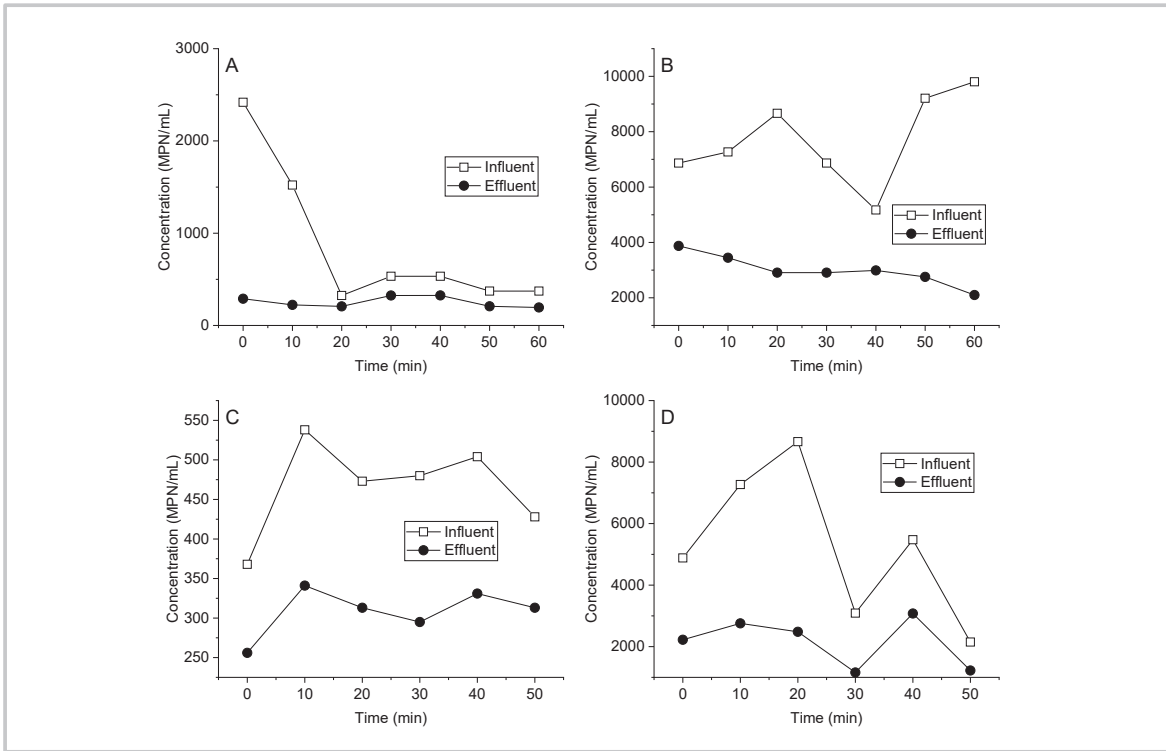 A
3000
2000
1000
0
Concentration (MPN/mL)
Influent
Effluent
0 10 20 30 40 50 60
Time (min)
B
10000
8000
6000
4000
2000
Concentration (MPN/mL)
Influent
Effluent
0 10 20 30 40 50 60
Time (min)
C
550
500
450
400
350
300
250
Concentration (MPN/mL)
Influent
Effluent
0 10 20 30 40 50
Time (min)
D
10000
8000
6000
4000
2000
Concentration (MPN/mL)
Influent
Effluent
0 10 20 30 40 50
Time (min)